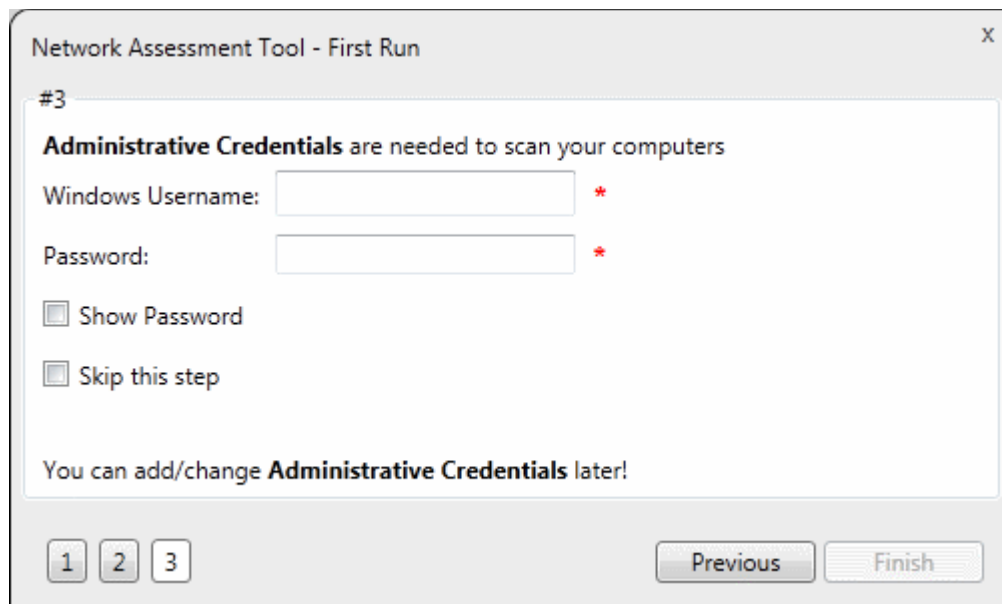 Network Assessment Tool - First Run
x
#3
Administrative Credentials are needed to scan your computers
Windows Username: *
Password: *
Show Password
Skip this step
You can add/change Administrative Credentials later!
1 2 3 Previous Finish